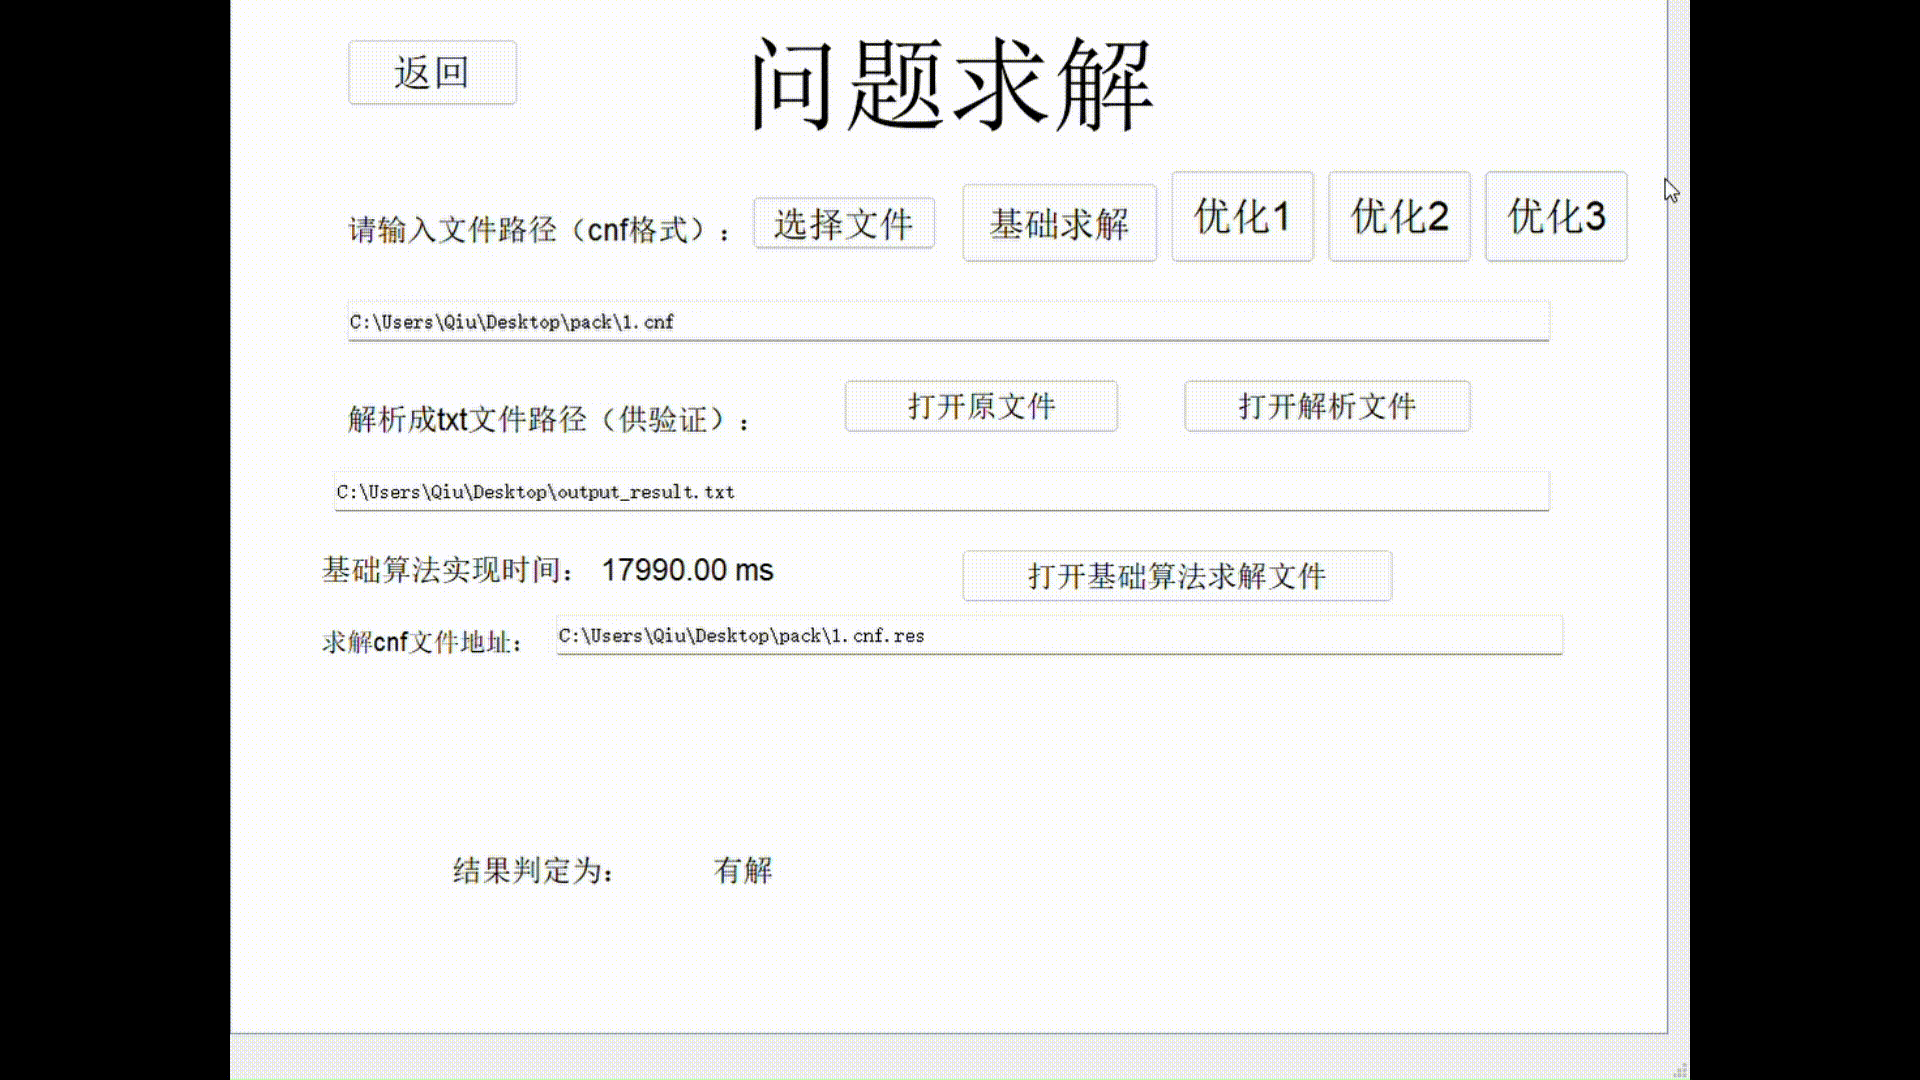 返回
问题求解
请输入文件路径（cnf格式）：
选择文件
基础求解
优化1
优化2
优化3
C:\Users\Qiu\Desktop\pack\1.cnf
解析成txt文件路径（供验证）：
打开原文件
打开解析文件
C:\Users\Qiu\Desktop\output_result.txt
基础算法实现时间： 17990.00 ms
打开基础算法求解文件
求解cnf文件地址：
C:\Users\Qiu\Desktop\pack\1.cnf.res
结果判定为： 有解